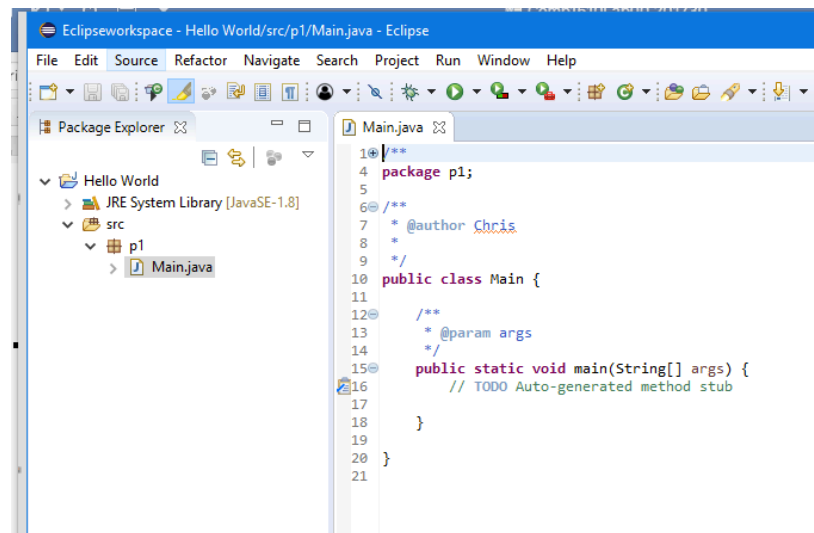 Eclipseworkspace - Hello World/src/p1/Main.java - Eclipse
File Edit Source Refactor Navigate Search Project Run Window Help
Package Explorer
Main.java
Hello World
JRE System Library [JavaSE-1.8]
src
p1
Main.java
1 /**
4 package p1;
5
6 /**
7  * @author Chris
8  *
9  */
10 public class Main {
11
12     /**
13      * @param args
14      */
15     public static void main(String[] args) {
16         // TODO Auto-generated method stub
17
18     }
19
20 }
21